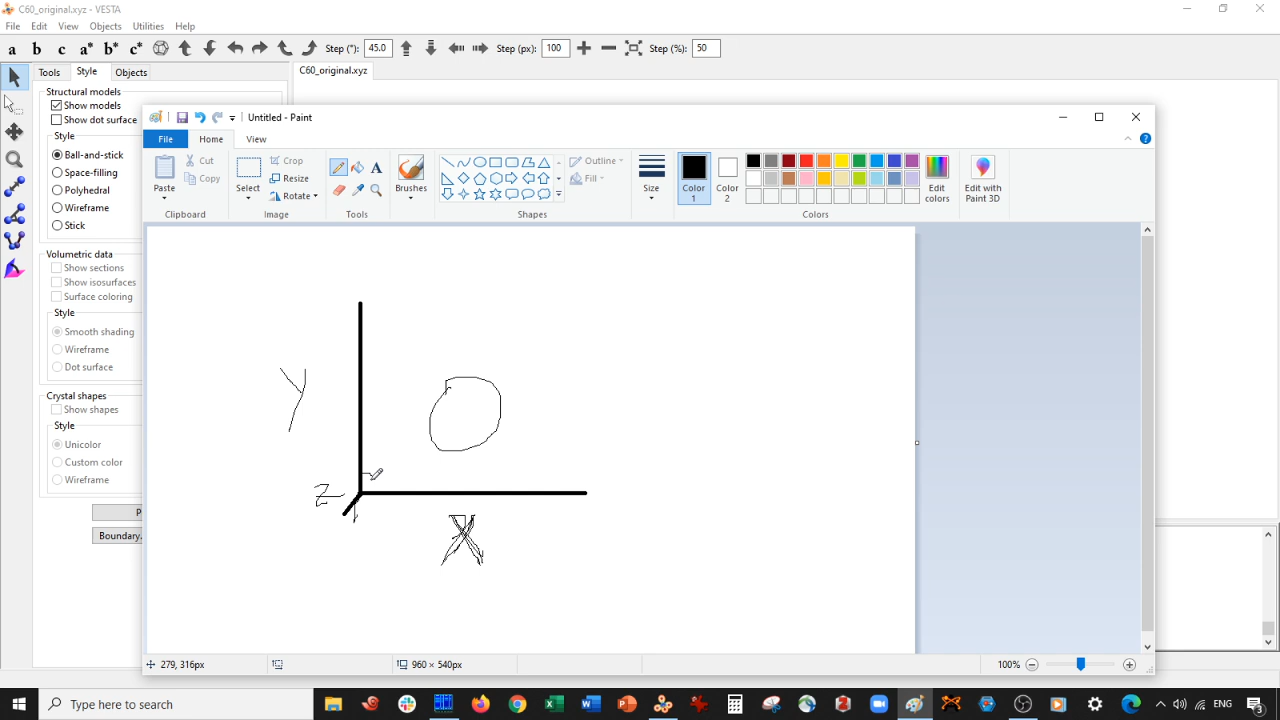 C60_original.xyz - VESTA
File Edit View Objects Utilities Help
a b c a* b* c* Step (°): 45.0 Step (px): 100 Step (%): 50
Tools Style Objects
C60_original.xyz
Structural models
Show models
Show dot surface
Style
Ball-and-stick
Space-filling
Polyhedral
Wireframe
Stick
Volumetric data
Show sections
Show isosurfaces
Surface coloring
Style
Smooth shading
Wireframe
Dot surface
Crystal shapes
Show shapes
Style
Unicolor
Custom color
Wireframe
P
Boundary.
Untitled - Paint
File Home View
Paste
Cut
Copy
Clipboard
Select
Crop
Resize
Rotate
Image
A
Tools
Brushes
Outline
Fill
Shapes
Size
Color 1
Color 2
Edit colors
Edit with Paint 3D
Colors
Y
Z
X
279, 316px
960 × 540px
100%
Type here to search
ENG
3